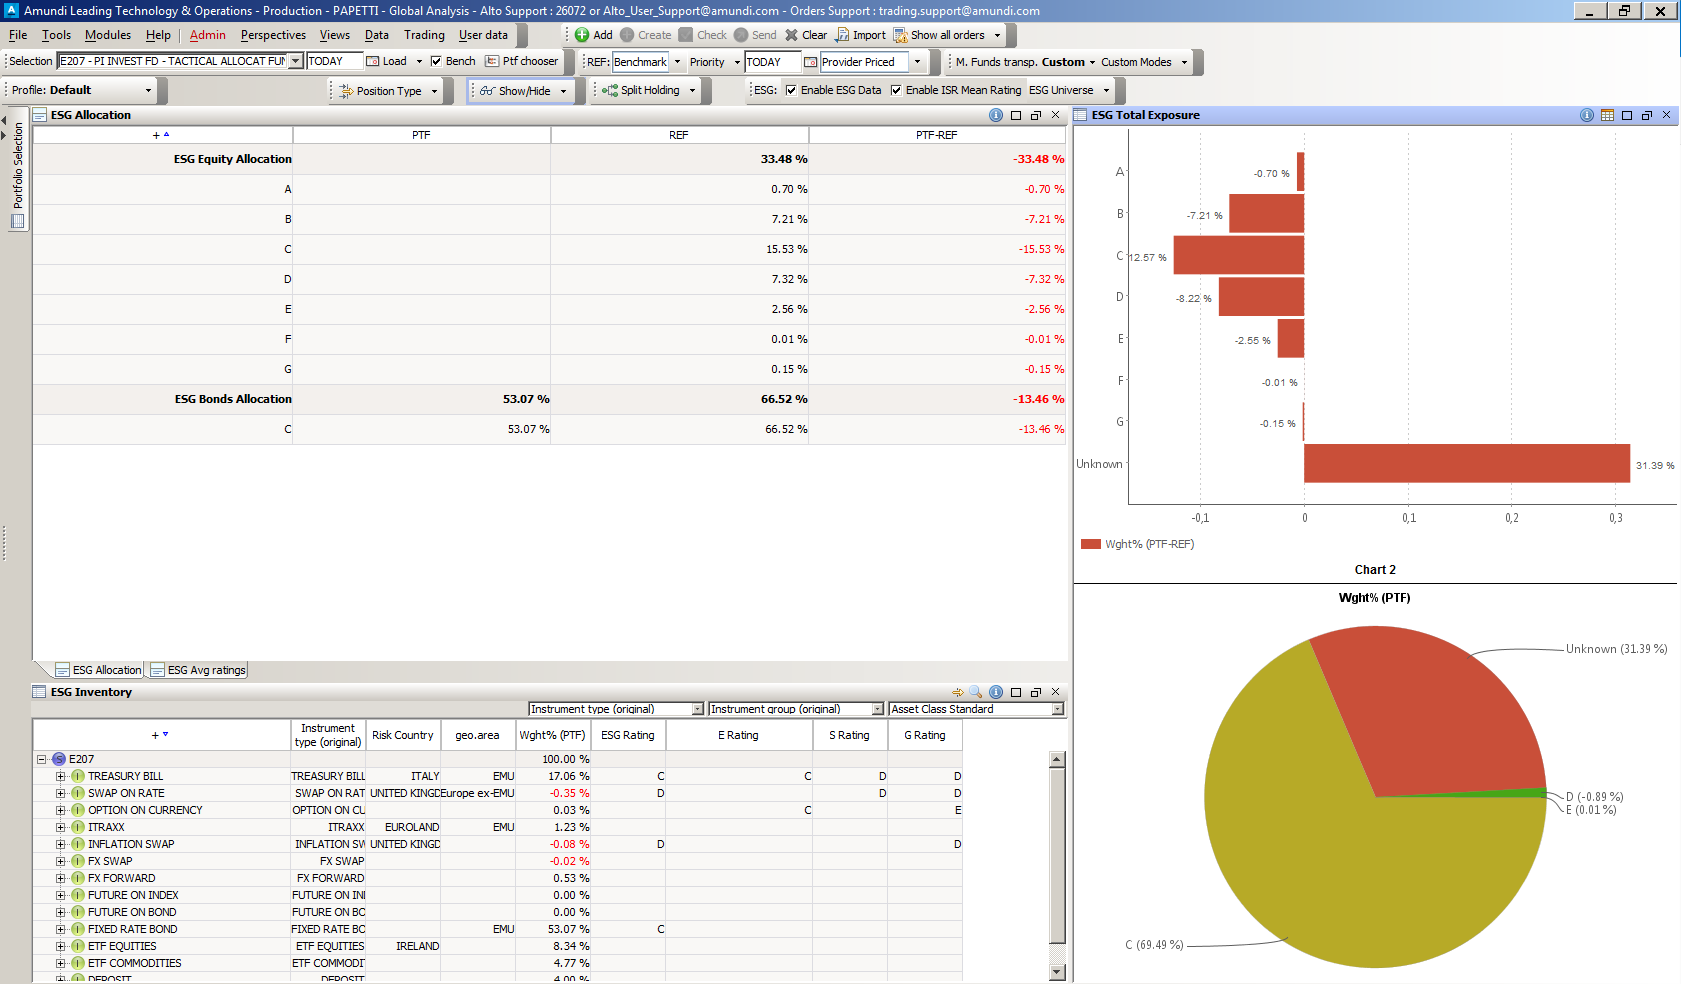 Amundi Leading Technology & Operations - Production - PAPETTI - Global Analysis - Alto Support : 26072 or Alto_User_Support@amundi.com - Orders Support : trading.support@amundi.com
File Tools Modules Help Admin Perspectives Views Data Trading User data Add Create Check Send Clear Import Show all orders
Selection E207 - PI INVEST FD - TACTICAL ALLOCAT FUN TODAY Load Bench Ptf chooser REF: Benchmark Priority TODAY Provider Priced M. Funds transp. Custom Custom Modes
Profile: Default Position Type Show/Hide Split Holding ESG: Enable ESG Data Enable ISR Mean Rating ESG Universe
Portfolio Selection
ESG Allocation
PTF REF PTF-REF
ESG Equity Allocation 33.48 % -33.48 %
A 0.70 % -0.70 %
B 7.21 % -7.21 %
C 15.53 % -15.53 %
D 7.32 % -7.32 %
E 2.56 % -2.56 %
F 0.01 % -0.01 %
G 0.15 % -0.15 %
ESG Bonds Allocation 53.07 % 66.52 % -13.46 %
C 53.07 % 66.52 % -13.46 %
ESG Allocation ESG Avg ratings
ESG Inventory
Instrument type (original) Instrument group (original) Asset Class Standard
Instrument type (original) Risk Country geo.area Wght% (PTF) ESG Rating E Rating S Rating G Rating
E207 100.00 %
TREASURY BILL TREASURY BILL ITALY EMU 17.06 % C C D D
SWAP ON RATE SWAP ON RAT UNITED KINGD Europe ex-EMU -0.35 % D D D
OPTION ON CURRENCY OPTION ON CU 0.03 % C E
ITRAXX ITRAXX EUROLAND EMU 1.23 %
INFLATION SWAP INFLATION SW UNITED KINGD -0.08 % D D
FX SWAP FX SWAP -0.02 %
FX FORWARD FX FORWARD 0.53 %
FUTURE ON INDEX FUTURE ON IN 0.00 %
FUTURE ON BOND FUTURE ON BO 0.00 %
FIXED RATE BOND FIXED RATE BO EMU 53.07 % C
ETF EQUITIES ETF EQUITIES IRELAND 8.34 %
ETF COMMODITIES ETF COMMODIT 4.77 %
DEPOSIT DEPOSIT 4.00 %
ESG Total Exposure
A -0.70 %
B -7.21 %
C 12.57 %
D -8.22 %
E -2.55 %
F -0.01 %
G -0.15 %
Unknown 31.39 %
-0,1 0 0,1 0,2 0,3
Wght% (PTF-REF)
Chart 2
Wght% (PTF)
Unknown (31.39 %)
D (-0.89 %)
E (0.01 %)
C (69.49 %)